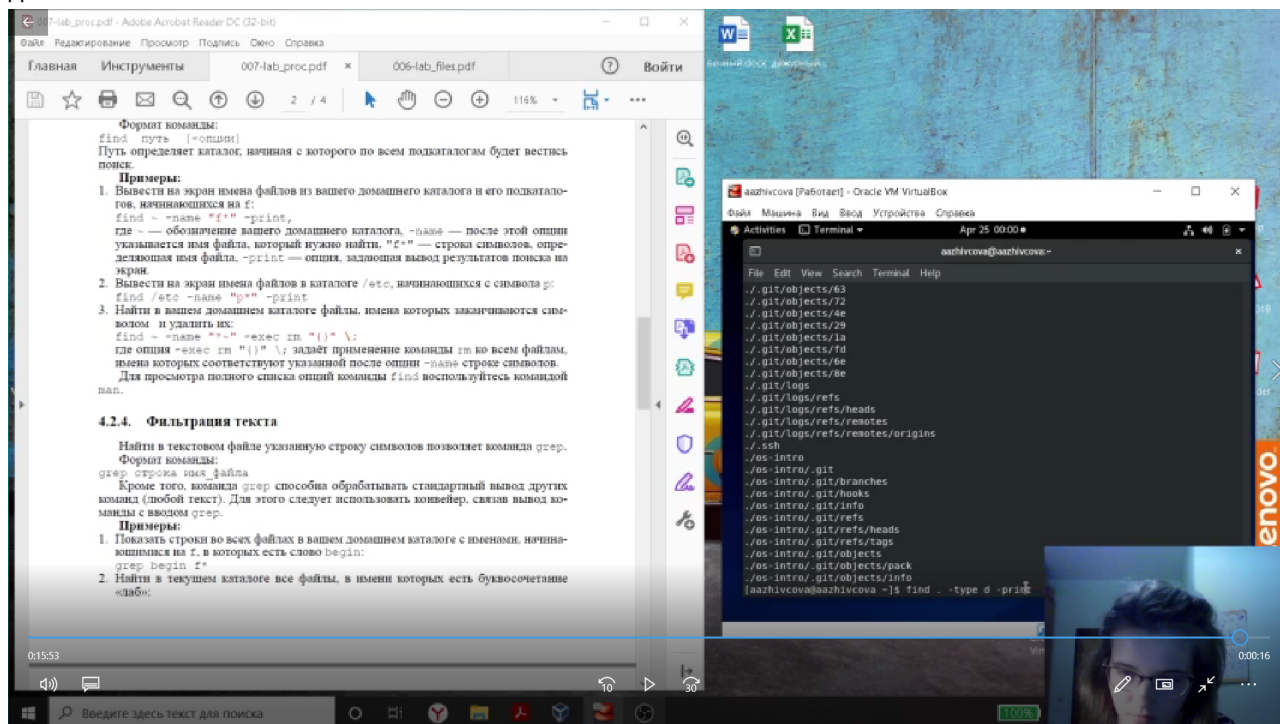 07-lab_proc.pdf - Adobe Acrobat Reader DC (32-bit)
Файл Редактирование Просмотр Подпись Окно Справка
Главная Инструменты 007-lab_proc.pdf × 006-lab_files.pdf Войти
2 / 4 116%
Формат команды:
find путь [-опции]
Путь определяет каталог, начиная с которого по всем подкаталогам будет вестись
поиск.
Примеры:
1. Вывести на экран имена файлов из вашего домашнего каталога и его подкатало-
гов, начинающихся на f:
find ~ -name "f*" -print,
где ~ — обозначение вашего домашнего каталога, -name — после этой опции
указывается имя файла, который нужно найти, "f*" — строка символов, опре-
деляющая имя файла, -print — опция, задающая вывод результатов поиска на
экран.
2. Вывести на экран имена файлов в каталоге /etc, начинающихся с символа p:
find /etc -name "p*" -print
3. Найти в вашем домашнем каталоге файлы, имена которых заканчиваются сим-
волом и удалить их:
find ~ -name "*~" -exec rm "{}" \;
где опция -exec rm "{}" \; задаёт применение команды rm ко всем файлам,
имена которых соответствуют указанной после опции -name строке символов.
Для просмотра полного списка опций команды find воспользуйтесь командой
man.
4.2.4. Фильтрация текста
Найти в текстовом файле указанную строку символов позволяет команда grep.
Формат команды:
grep строка имя_файла
Кроме того, команда grep способна обрабатывать стандартный вывод других
команд (любой текст). Для этого следует использовать конвейер, связав вывод ко-
манды с вводом grep.
Примеры:
1. Показать строки во всех файлах в вашем домашнем каталоге с именами, начина-
ющимися на f, в которых есть слово begin:
grep begin f*
2. Найти в текущем каталоге все файлы, в имени которых есть буквосочетание
«лаб»:
aazhivcova [Работает] - Oracle VM VirtualBox
Файл Машина Вид Ввод Устройства Справка
Activities Terminal Apr 25 00:00
aazhivcova@aazhivcova:~
File Edit View Search Terminal Help
./.git/objects/63
./.git/objects/72
./.git/objects/4e
./.git/objects/29
./.git/objects/1a
./.git/objects/fd
./.git/objects/6e
./.git/objects/8e
./.git/logs
./.git/logs/refs
./.git/logs/refs/heads
./.git/logs/refs/remotes
./.git/logs/refs/remotes/origins
./.ssh
./os-intro
./os-intro/.git
./os-intro/.git/branches
./os-intro/.git/hooks
./os-intro/.git/info
./os-intro/.git/refs
./os-intro/.git/refs/heads
./os-intro/.git/refs/tags
./os-intro/.git/objects
./os-intro/.git/objects/pack
./os-intro/.git/objects/info
[aazhivcova@aazhivcova ~]$ find . -type d -print
enovo.
0:15:53 0:00:16
10 30
Введите здесь текст для поиска
100%